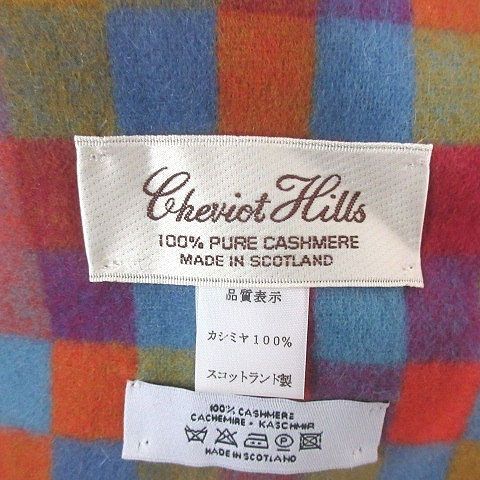 Cheviot Hills
100% PURE CASHMERE
MADE IN SCOTLAND
品質表示
カシミヤ100%
スコットランド製
100% CASHMERE
CACHEMIRE - KASCHMIR
MADE IN SCOTLAND